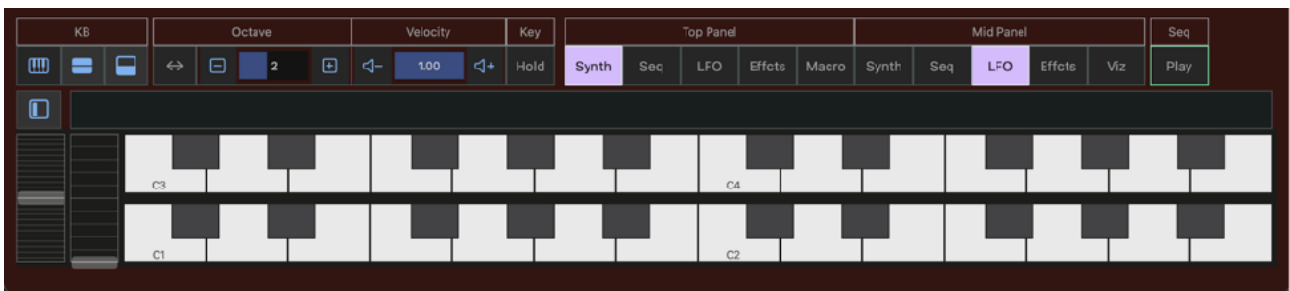 KB Octave Velocity Key Top Panel Mid Panel Seq
2 1.00 Hold Synth Seq LFO Effcts Macro Synth Seq LFO Effcts Viz Play
C3 C4
C1 C2